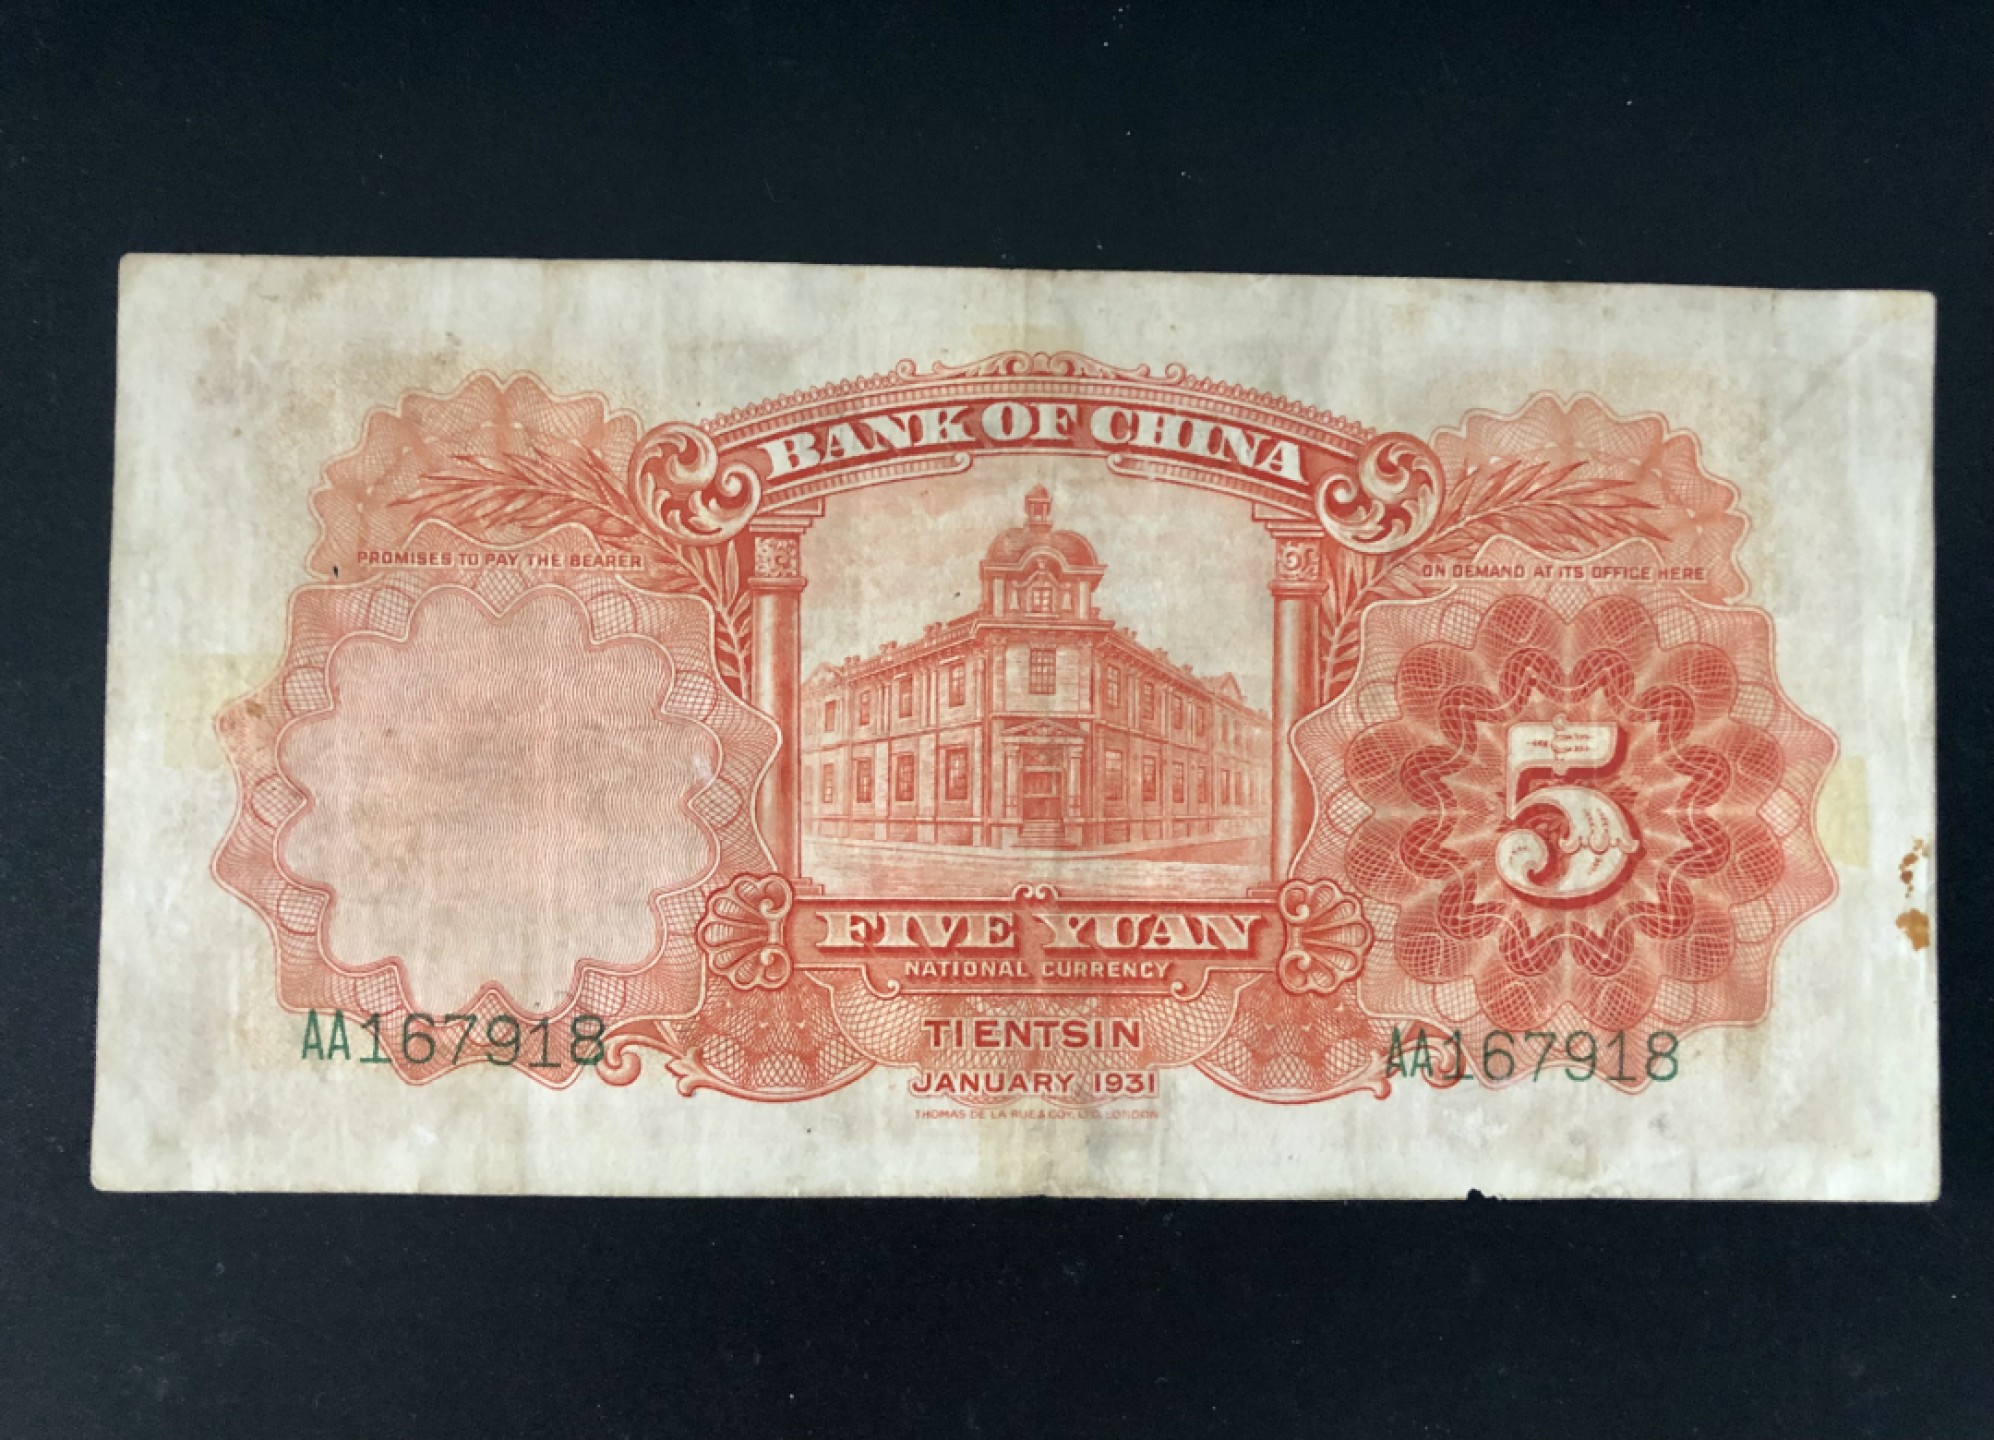 BANK OF CHINA
PROMISES TO PAY THE BEARER
ON DEMAND AT ITS OFFICE HERE
5
FIVE YUAN
NATIONAL CURRENCY
AA167918
TIENTSIN
AA167918
JANUARY 1931
THOMAS DE LA RUE & COY, LTD. LONDON